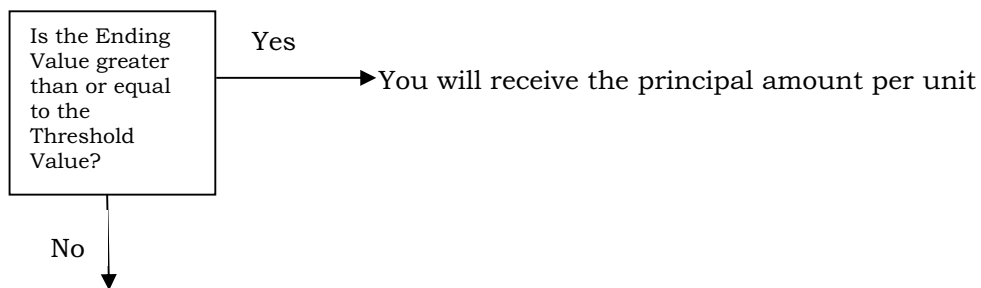 Is the Ending
Value greater
than or equal
to the
Threshold
Value?
Yes
You will receive the principal amount per unit
No